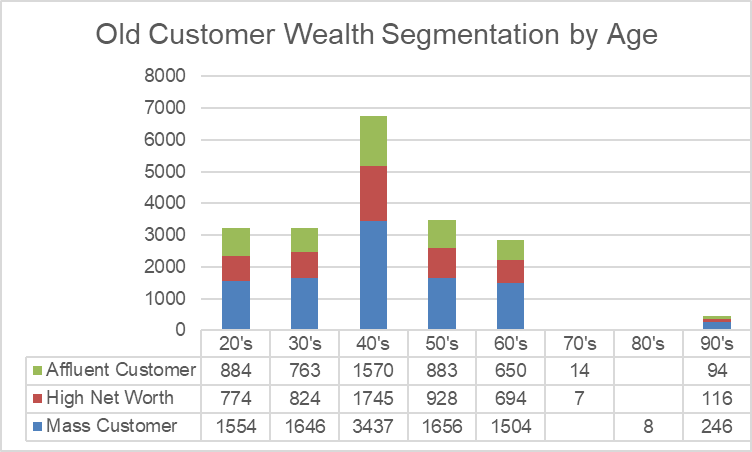 Old Customer Wealth Segmentation by Age
8000
7000
6000
5000
4000
3000
2000
1000
0
20's 30's 40's 50's 60's 70's 80's 90's
Affluent Customer 884 763 1570 883 650 14 94
High Net Worth 774 824 1745 928 694 7 116
Mass Customer 1554 1646 3437 1656 1504 8 246